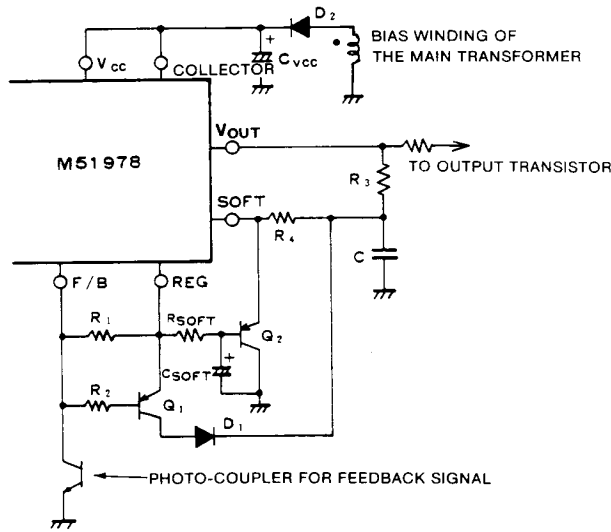 D2
BIAS WINDING OF
THE MAIN TRANSFORMER
+
CVCC
VCC
COLLECTOR
M51978
VOUT
TO OUTPUT TRANSISTOR
R3
SOFT
R4
C
F/B
REG
R1
RSOFT
Q2
+
CSOFT
R2
Q1
D1
PHOTO-COUPLER FOR FEEDBACK SIGNAL